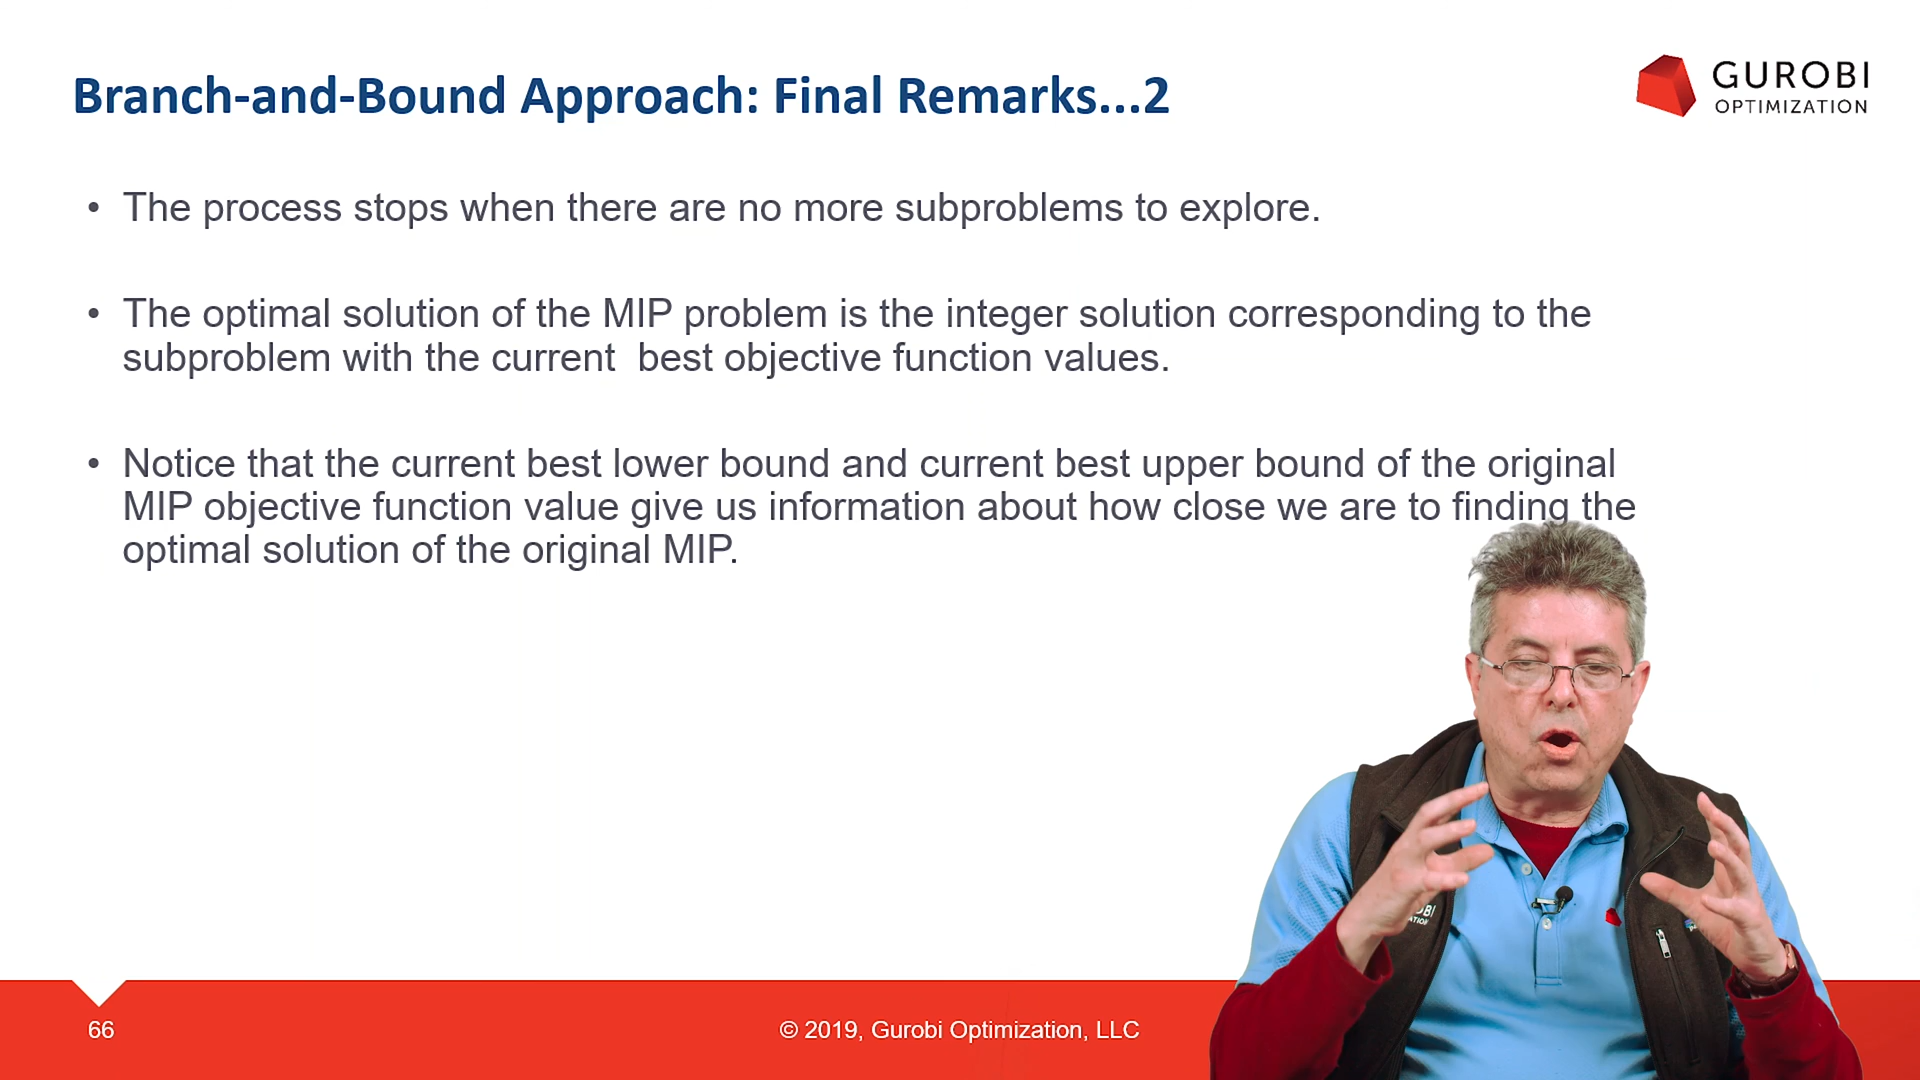 Branch-and-Bound Approach: Final Remarks...2
GUROBI
OPTIMIZATION
• The process stops when there are no more subproblems to explore.
• The optimal solution of the MIP problem is the integer solution corresponding to the
subproblem with the current  best objective function values.
• Notice that the current best lower bound and current best upper bound of the original
MIP objective function value give us information about how close we are to finding the
optimal solution of the original MIP.
66
© 2019, Gurobi Optimization, LLC